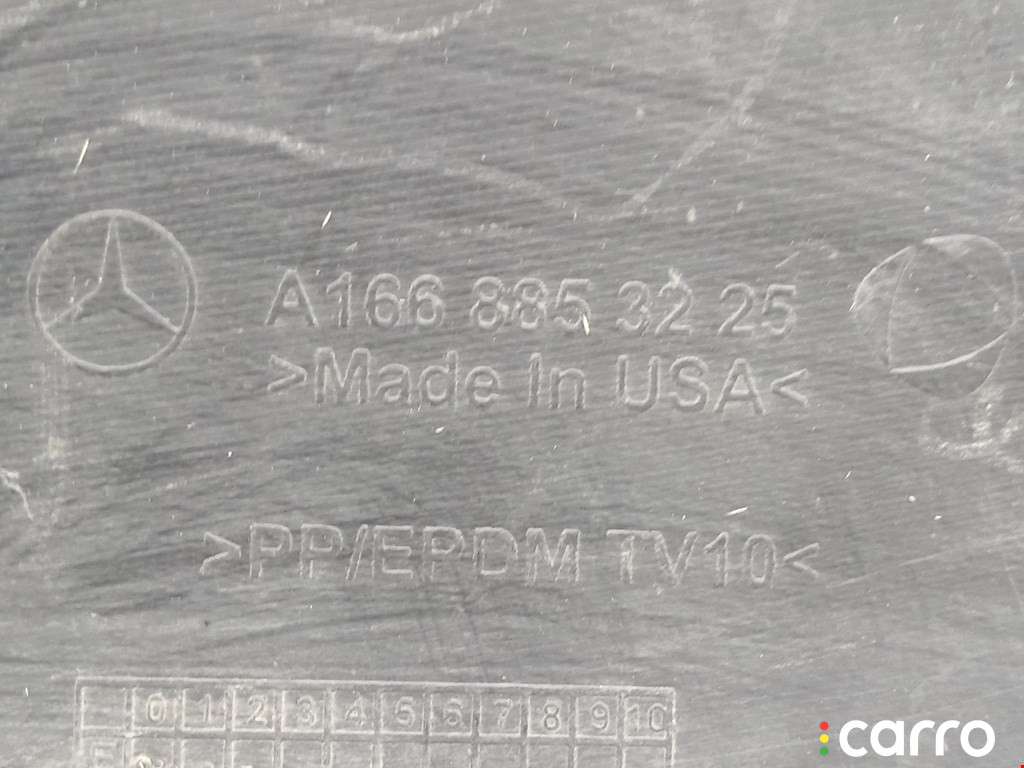 A166 885 32 25
>Made In USA<
>PP/EPDM TV10<
0 1 2 3 4 5 6 7 8 9 10
carro